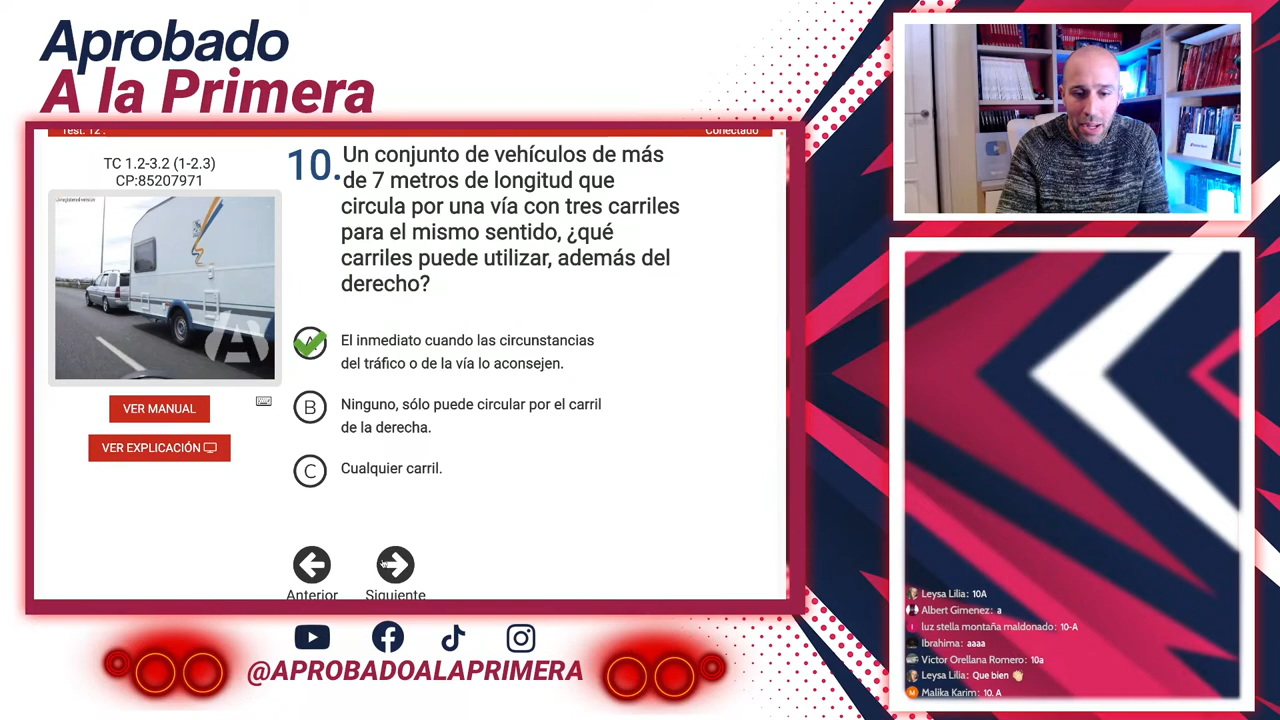 Aprobado
A la Primera
Test: 12 .
Conectado
TC 1.2-3.2 (1-2.3)
CP:85207971
10. Un conjunto de vehículos de más
de 7 metros de longitud que
circula por una vía con tres carriles
para el mismo sentido, ¿qué
carriles puede utilizar, además del
derecho?
El inmediato cuando las circunstancias
del tráfico o de la vía lo aconsejen.
B Ninguno, sólo puede circular por el carril
de la derecha.
C Cualquier carril.
VER MANUAL
VER EXPLICACIÓN
Anterior
Siguiente
@APROBADOALAPRIMERA
Leysa Lilia: 10A
Albert Gimenez: a
luz stella montaña maldonado: 10-A
Ibrahima: aaaa
Victor Orellana Romero: 10a
Leysa Lilia: Que bien 👏🏻
Malika Karim: 10. A